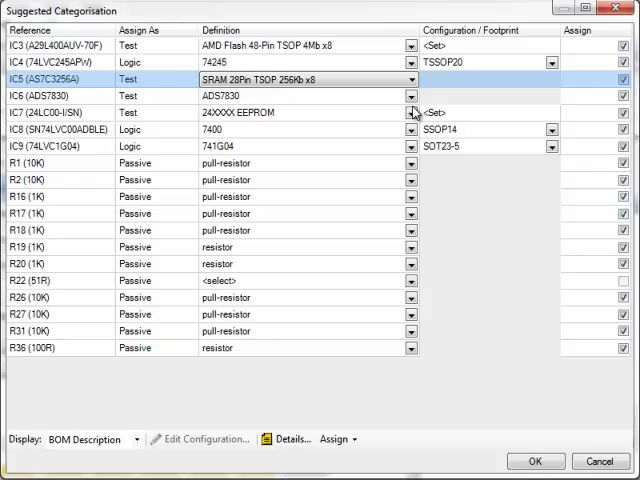 Suggested Categorisation
Reference Assign As Definition Configuration / Footprint Assign
IC3 (A29L400AUV-70F) Test AMD Flash 48-Pin TSOP 4Mb x8 <Set>
IC4 (74LVC245APW) Logic 74245 TSSOP20
IC5 (AS7C3256A) Test SRAM 28Pin TSOP 256Kb x8
IC6 (ADS7830) Test ADS7830
IC7 (24LC00-I/SN) Test 24XXXX EEPROM <Set>
IC8 (SN74LVC00ADBLE) Logic 7400 SSOP14
IC9 (74LVC1G04) Logic 741G04 SOT23-5
R1 (10K) Passive pull-resistor
R2 (10K) Passive pull-resistor
R16 (1K) Passive pull-resistor
R17 (1K) Passive pull-resistor
R18 (1K) Passive pull-resistor
R19 (1K) Passive resistor
R20 (1K) Passive resistor
R22 (51R) Passive <select>
R26 (10K) Passive pull-resistor
R27 (10K) Passive pull-resistor
R31 (10K) Passive pull-resistor
R36 (100R) Passive resistor
Display: BOM Description Edit Configuration... Details... Assign
OK Cancel